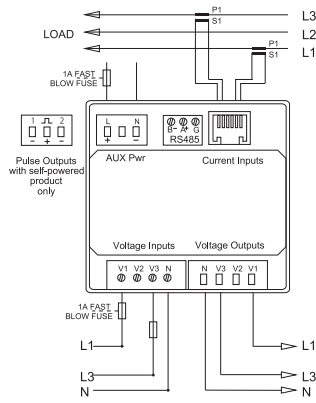 P1
L3
S1
LOAD
L2
P1
L1
S1
1A FAST
BLOW FUSE
1 2
- + -
L N
+ -
B- A+ G
RS485
AUX Pwr
Current Inputs
Pulse Outputs
with self-powered
product
only
Voltage Inputs Voltage Outputs
V1 V2 V3 N N V3 V2 V1
1A FAST
BLOW FUSE
L1 L1
L3 L3
N N